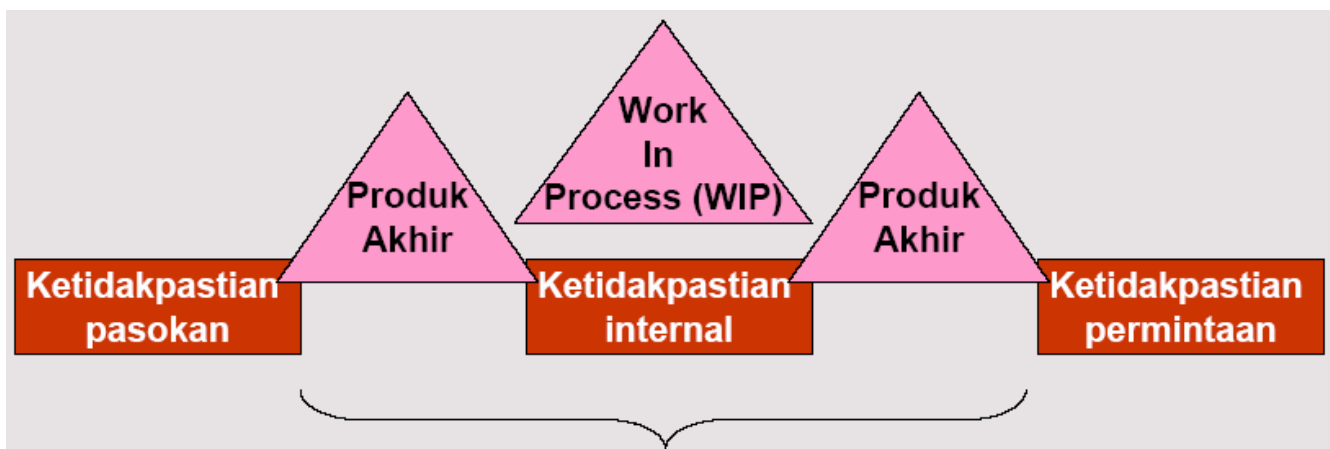 Work
In
Process (WIP)
Produk
Akhir
Produk
Akhir
Ketidakpastian
pasokan
Ketidakpastian
internal
Ketidakpastian
permintaan